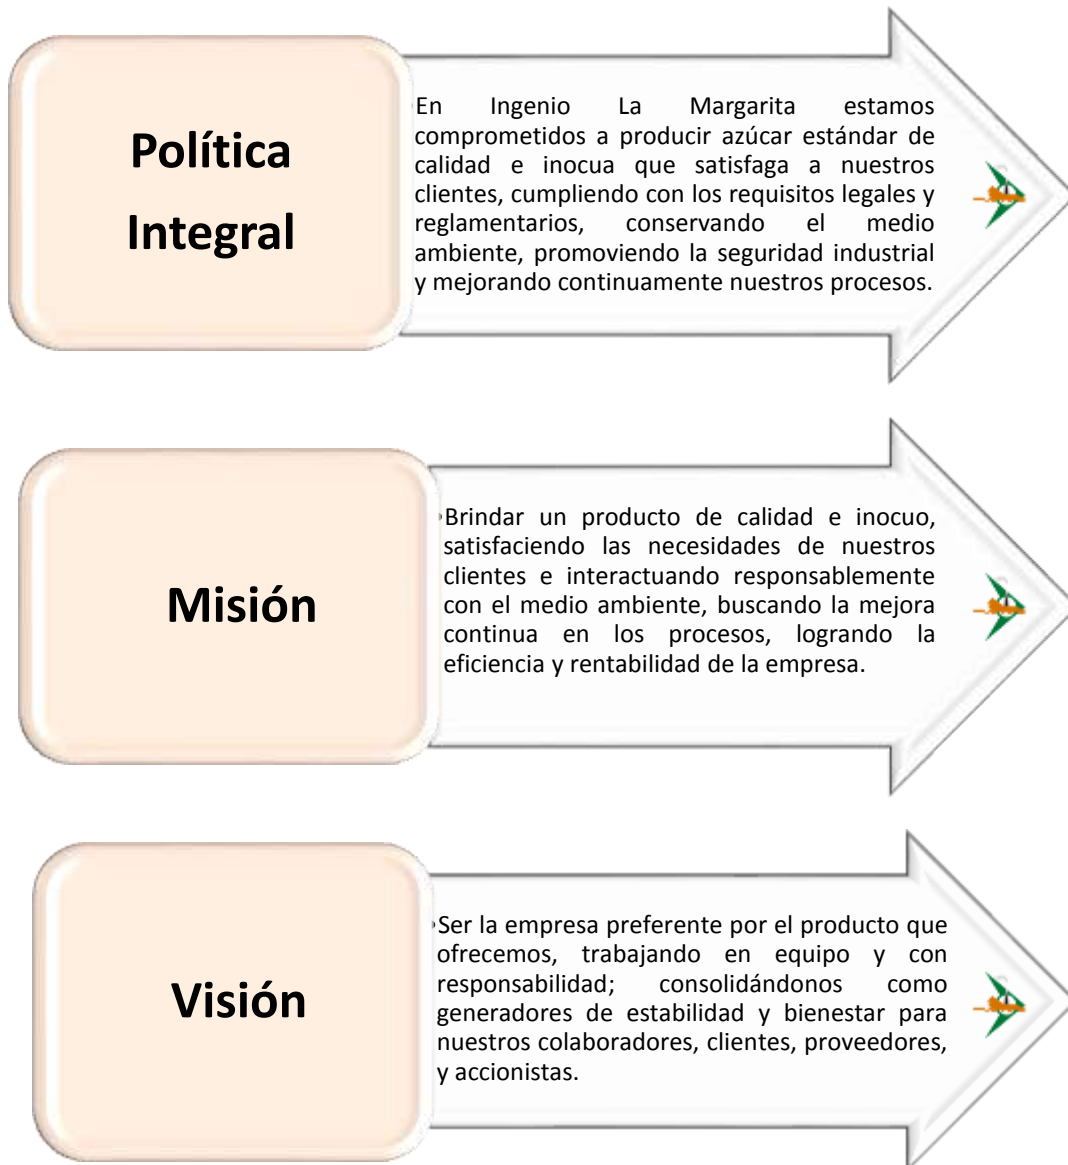 Política
Integral
En Ingenio La Margarita estamos
comprometidos a producir azúcar estándar de
calidad e inocua que satisfaga a nuestros
clientes, cumpliendo con los requisitos legales y
reglamentarios, conservando el medio
ambiente, promoviendo la seguridad industrial
y mejorando continuamente nuestros procesos.
Misión
•Brindar un producto de calidad e inocuo,
satisfaciendo las necesidades de nuestros
clientes e interactuando responsablemente
con el medio ambiente, buscando la mejora
continua en los procesos, logrando la
eficiencia y rentabilidad de la empresa.
Visión
•Ser la empresa preferente por el producto que
ofrecemos, trabajando en equipo y con
responsabilidad; consolidándonos como
generadores de estabilidad y bienestar para
nuestros colaboradores, clientes, proveedores,
y accionistas.